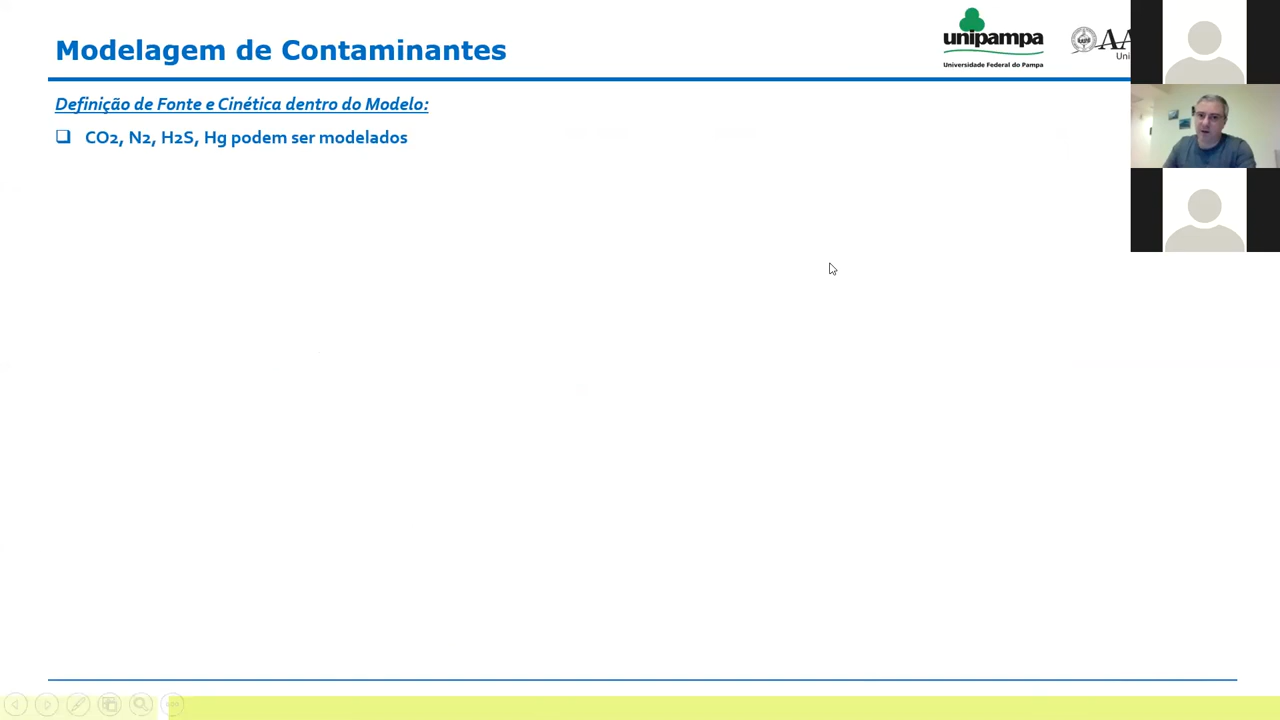 Modelagem de Contaminantes
unipampa
Universidade Federal do Pampa
Definição de Fonte e Cinética dentro do Modelo:
❑ CO2, N2, H2S, Hg podem ser modelados